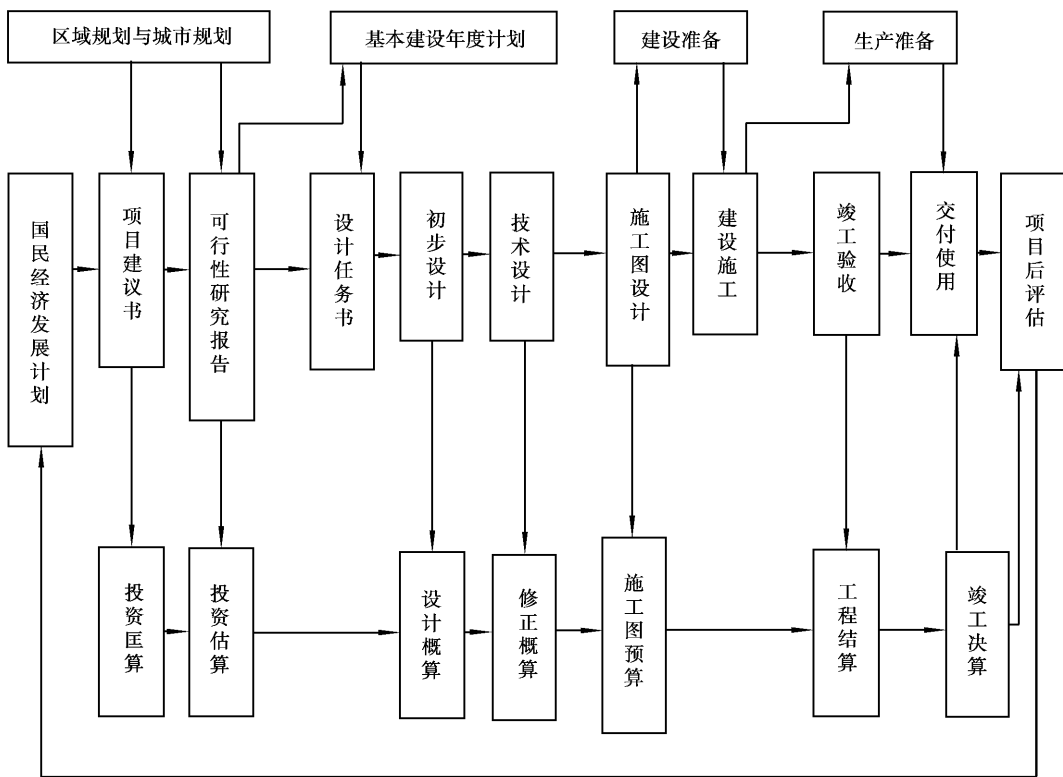 区域规划与城市规划
基本建设年度计划
建设准备
生产准备
国民经济发展计划
项目建议书
可行性研究报告
设计任务书
初步设计
技术设计
施工图设计
建设施工
竣工验收
交付使用
项目后评估
投资匡算
投资估算
设计概算
修正概算
施工图预算
工程结算
竣工决算